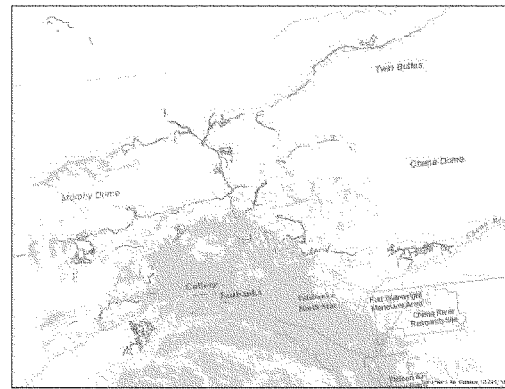 Twin Buttes
Chena Dome
Murphy Dome
College
Fairbanks
Fairbanks
North Star
Fort Wainwright
Maneuver Area
Chena River
Research Site